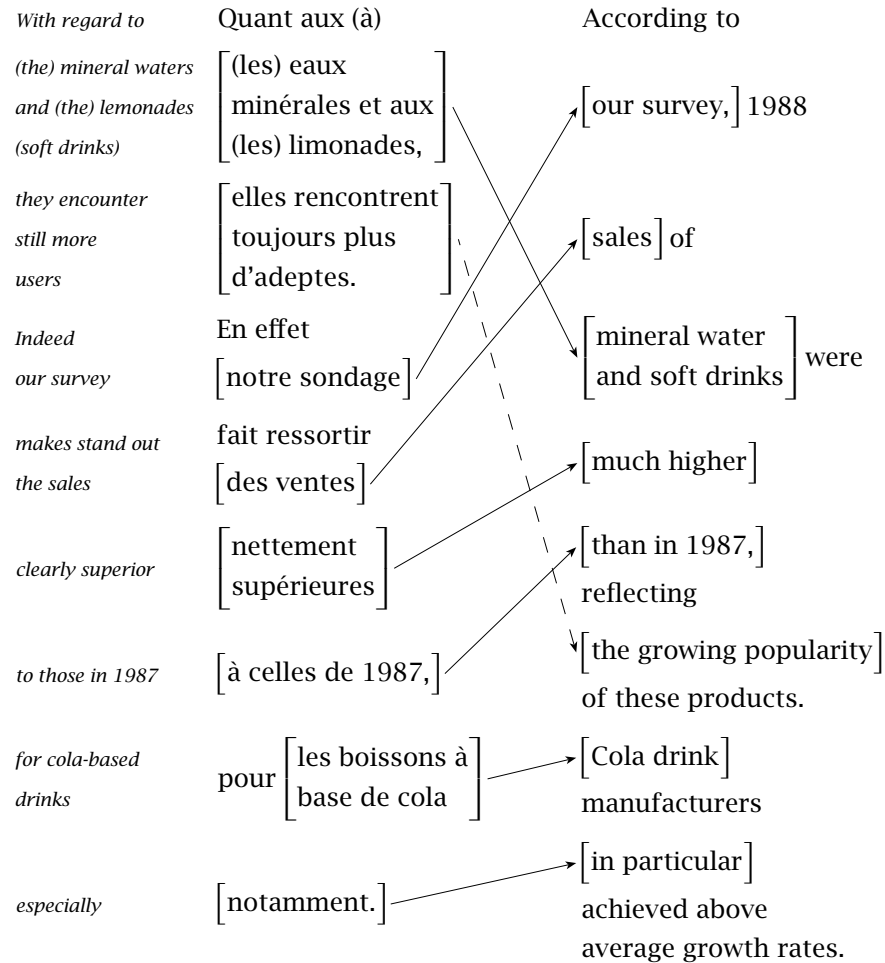 With regard to Quant aux (à) According to
(the) mineral waters [(les) eaux
and (the) lemonades minérales et aux [our survey,] 1988
(soft drinks) (les) limonades,]
they encounter [elles rencontrent
still more toujours plus [sales] of
users d'adeptes.]
Indeed En effet [mineral water
our survey [notre sondage] and soft drinks] were
makes stand out fait ressortir
the sales [des ventes] [much higher]
clearly superior [nettement supérieures] [than in 1987,]
reflecting
to those in 1987 [à celles de 1987,] [the growing popularity]
of these products.
for cola-based pour [les boissons à [Cola drink]
drinks base de cola] manufacturers
especially [notamment.] [in particular]
achieved above
average growth rates.